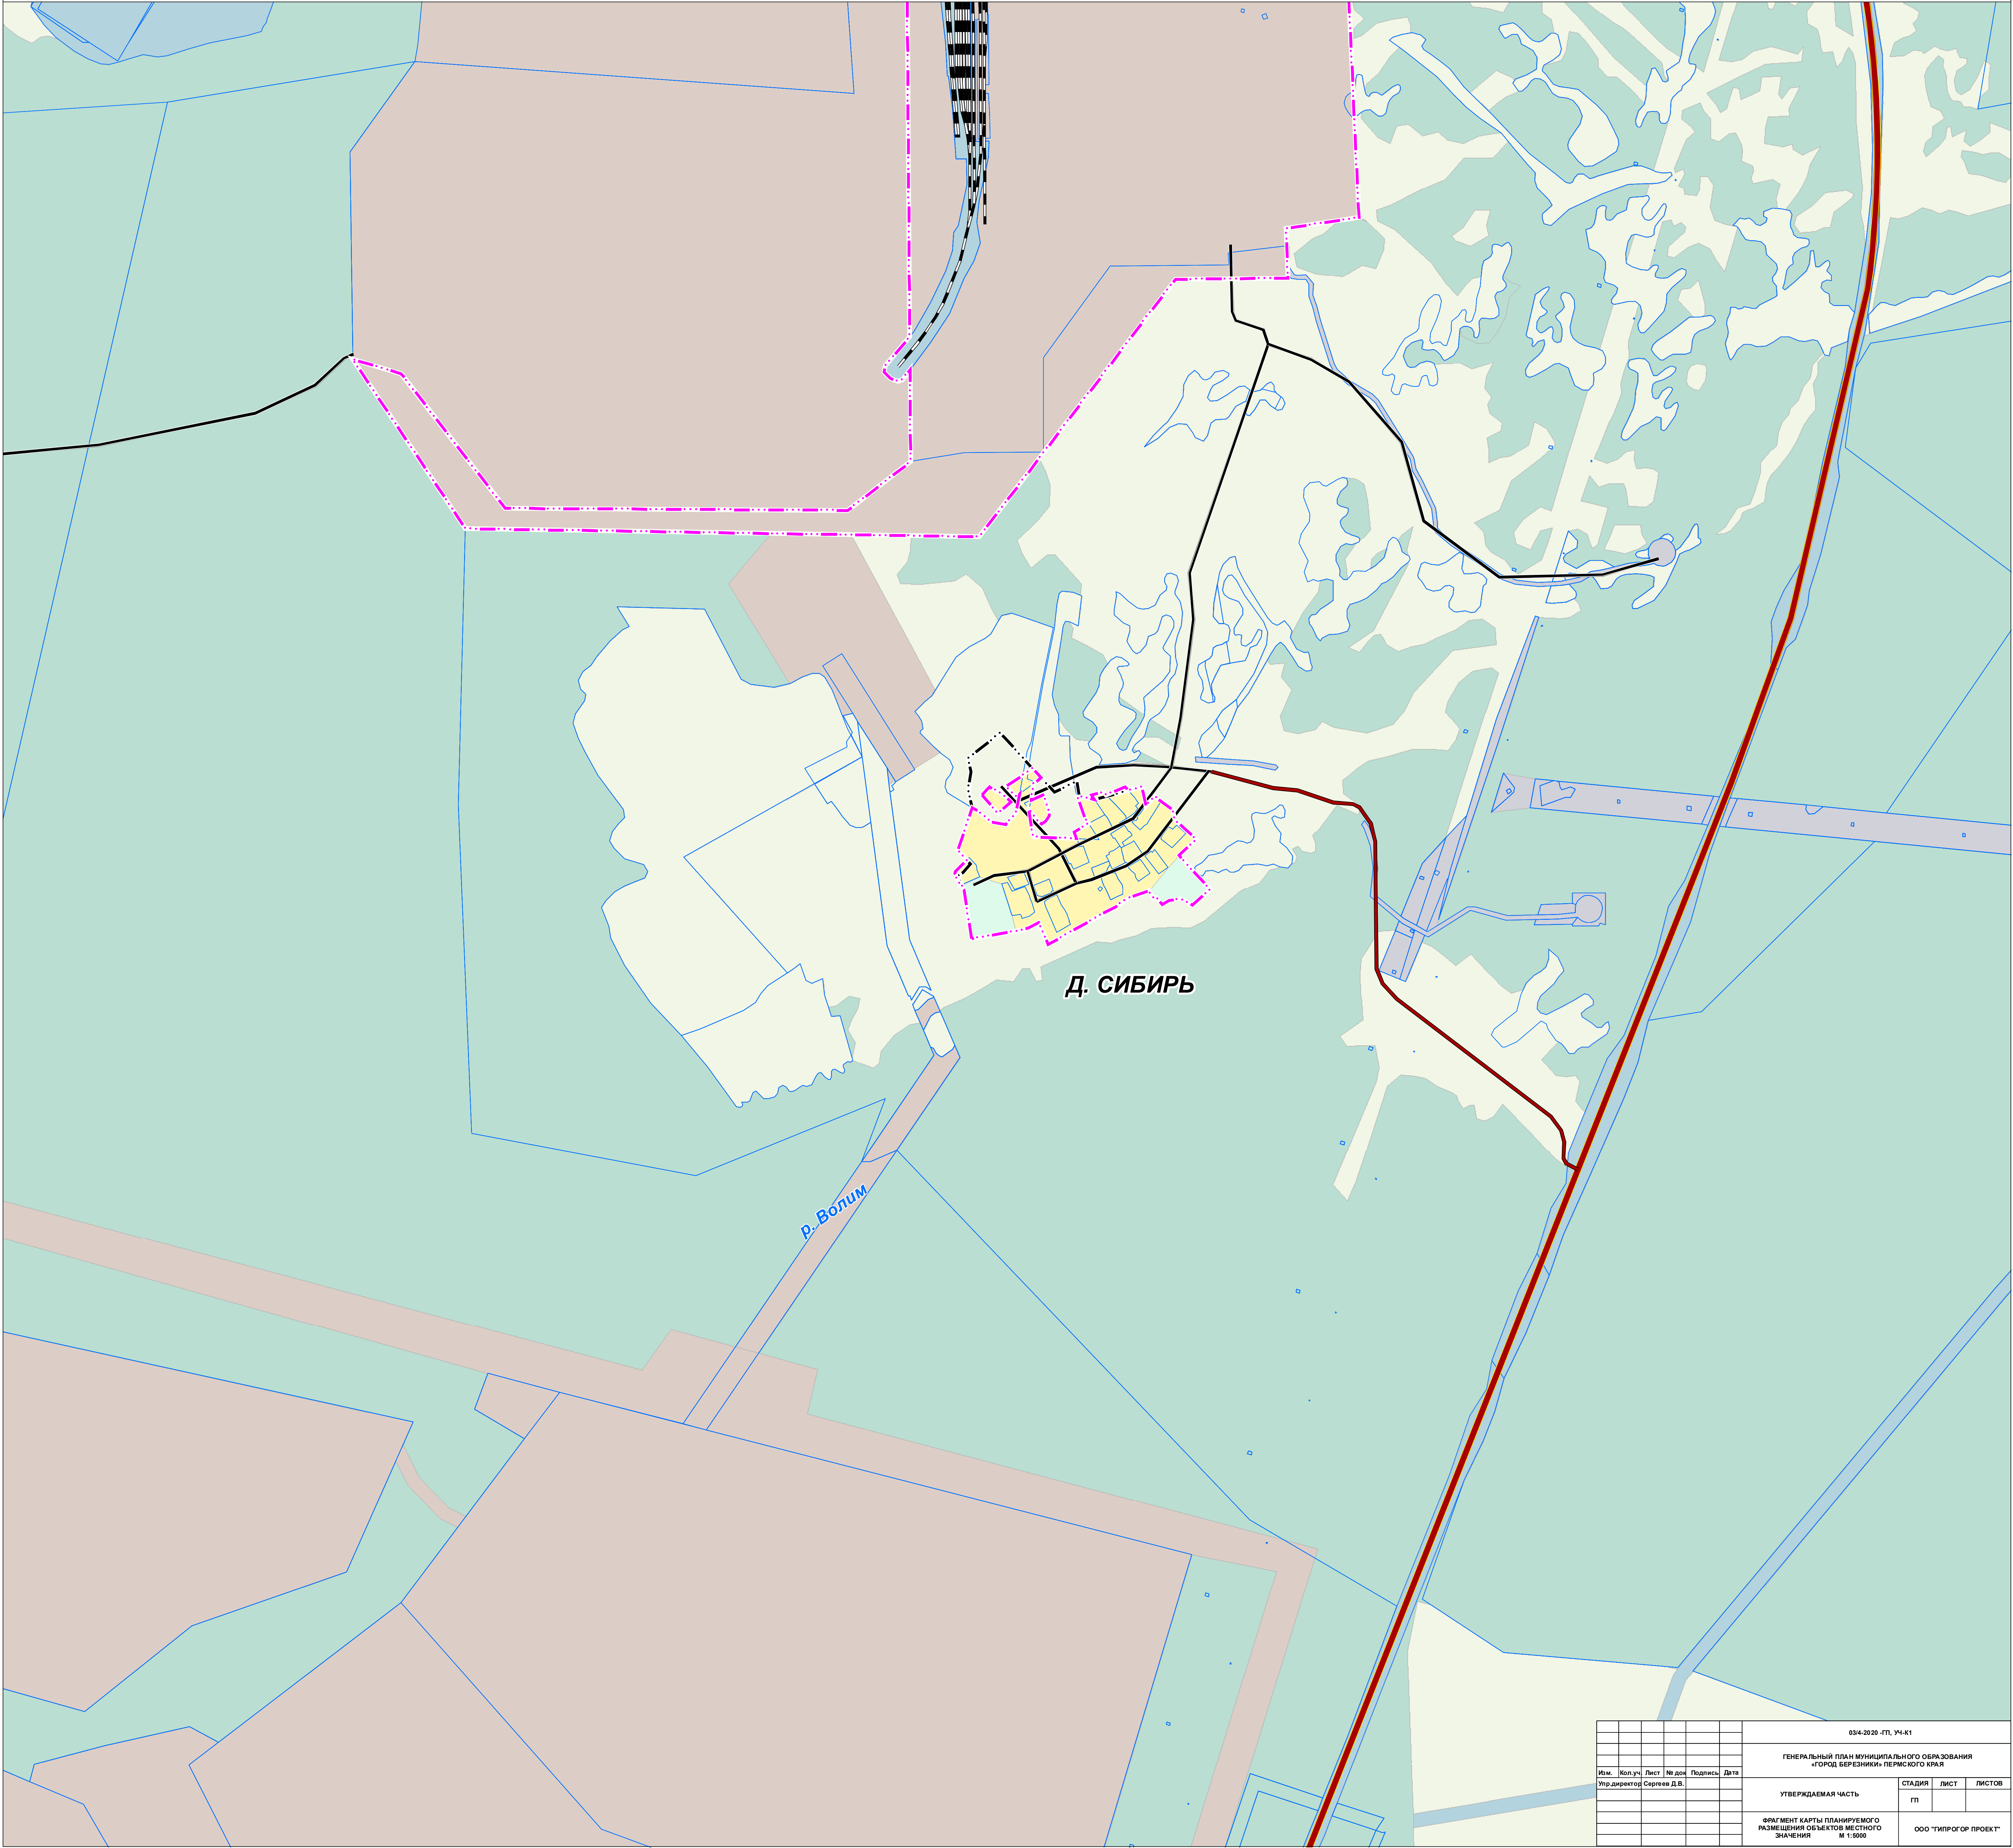 Д. СИБИРЬ
р. Волим
03/4-2020 -ГП, УЧ-К1
ГЕНЕРАЛЬНЫЙ ПЛАН МУНИЦИПАЛЬНОГО ОБРАЗОВАНИЯ
«ГОРОД БЕРЕЗНИКИ» ПЕРМСКОГО КРАЯ
Изм. Кол.уч Лист № док Подпись Дата
Упр.директор Сергеев Д.В.
УТВЕРЖДАЕМАЯ ЧАСТЬ
СТАДИЯ ЛИСТ ЛИСТОВ
ГП
ФРАГМЕНТ КАРТЫ ПЛАНИРУЕМОГО
РАЗМЕЩЕНИЯ ОБЪЕКТОВ МЕСТНОГО
ЗНАЧЕНИЯ М 1:5000
ООО "ГИПРОГОР ПРОЕКТ"